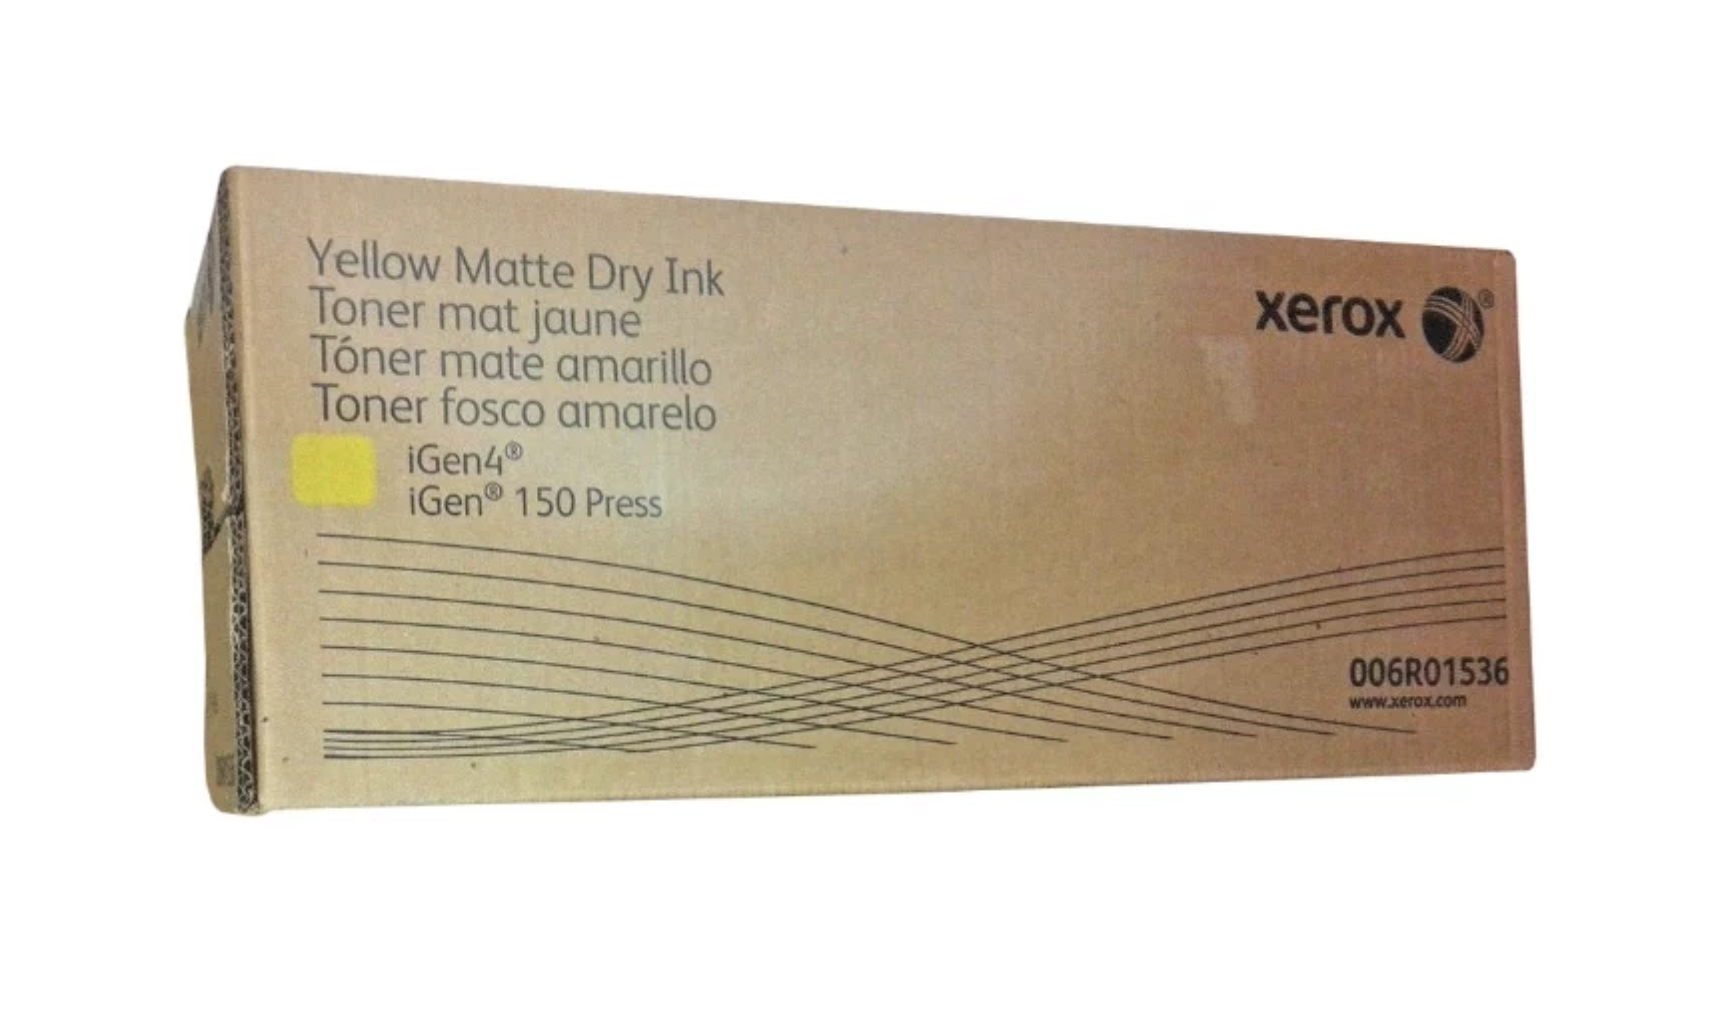 Yellow Matte Dry Ink
Toner mat jaune
Tóner mate amarillo
Toner fosco amarelo
iGen4®
iGen® 150 Press
xerox ®
006R01536
www.xerox.com